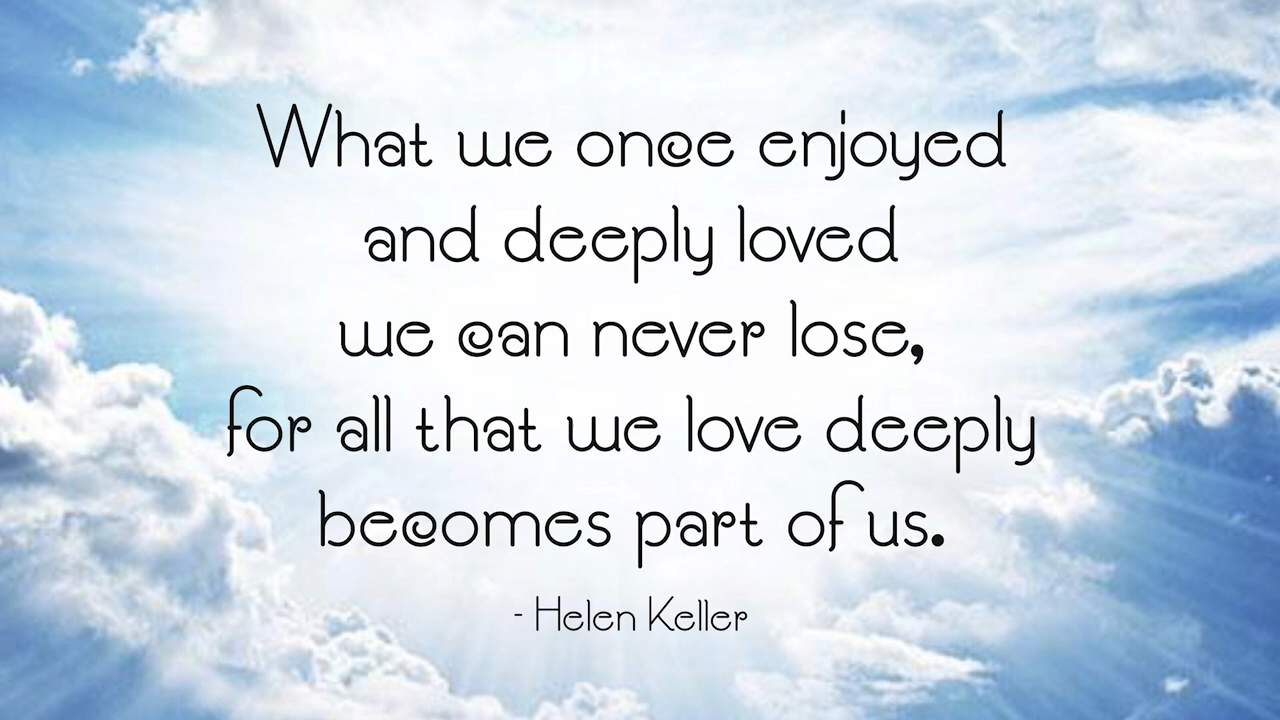 What we once enjoyed
and deeply loved
we can never lose,
for all that we love deeply
becomes part of us.
- Helen Keller